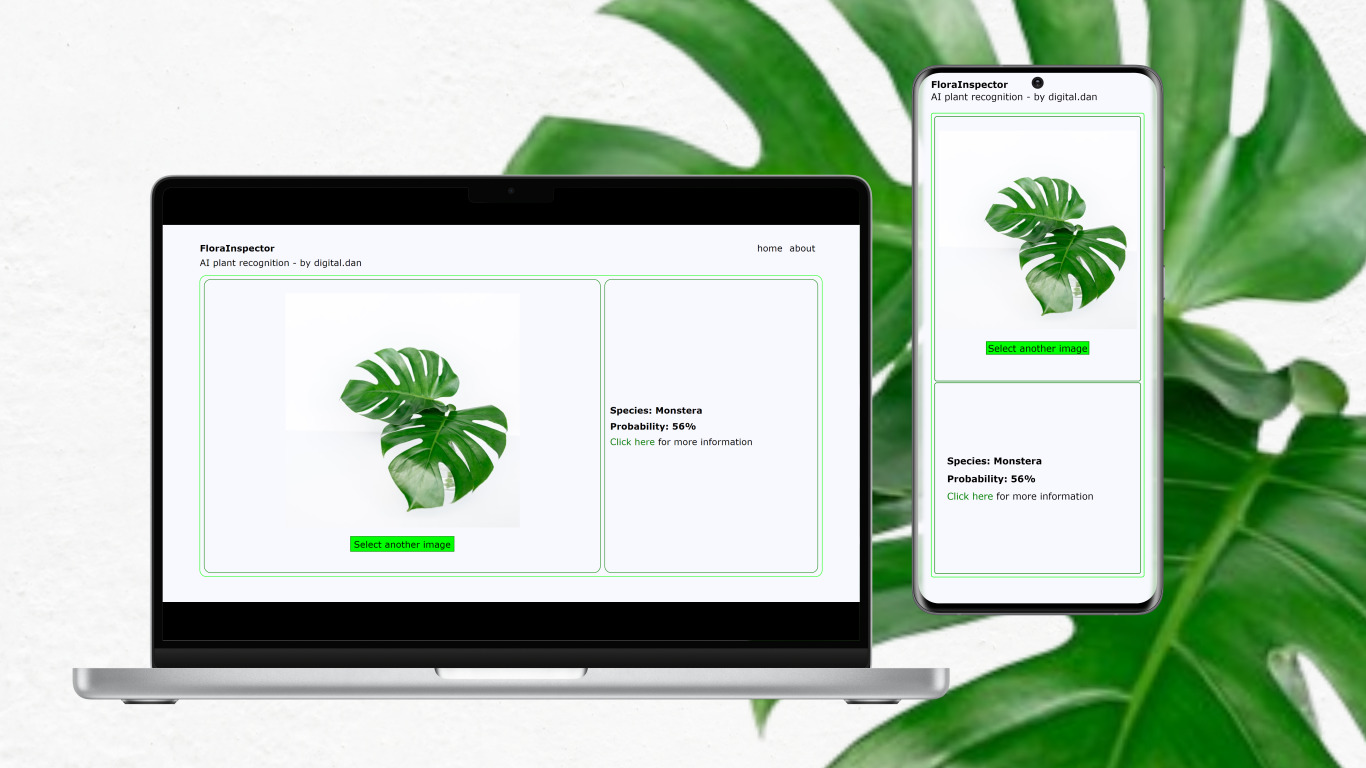 FloraInspector
AI plant recognition - by digital.dan
home about
Select another image
Species: Monstera
Probability: 56%
Click here for more information
FloraInspector
AI plant recognition - by digital.dan
Select another image
Species: Monstera
Probability: 56%
Click here for more information